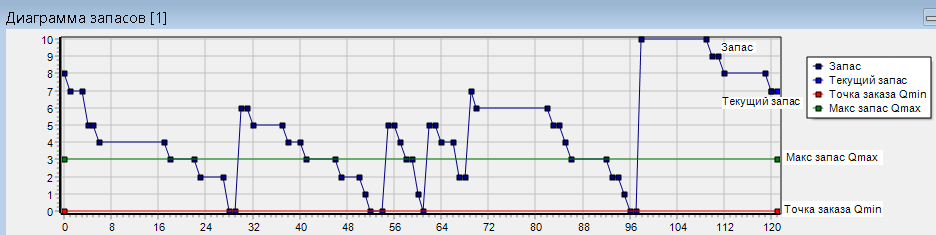 Диаграмма запасов [1]
10
9
8
7
6
5
4
3
2
1
0
0 8 16 24 32 40 48 56 64 72 80 88 96 104 112 120
Запас
Текущий запас
Макс запас Qmax
Точка заказа Qmin
Запас
Текущий запас
Точка заказа Qmin
Макс запас Qmax